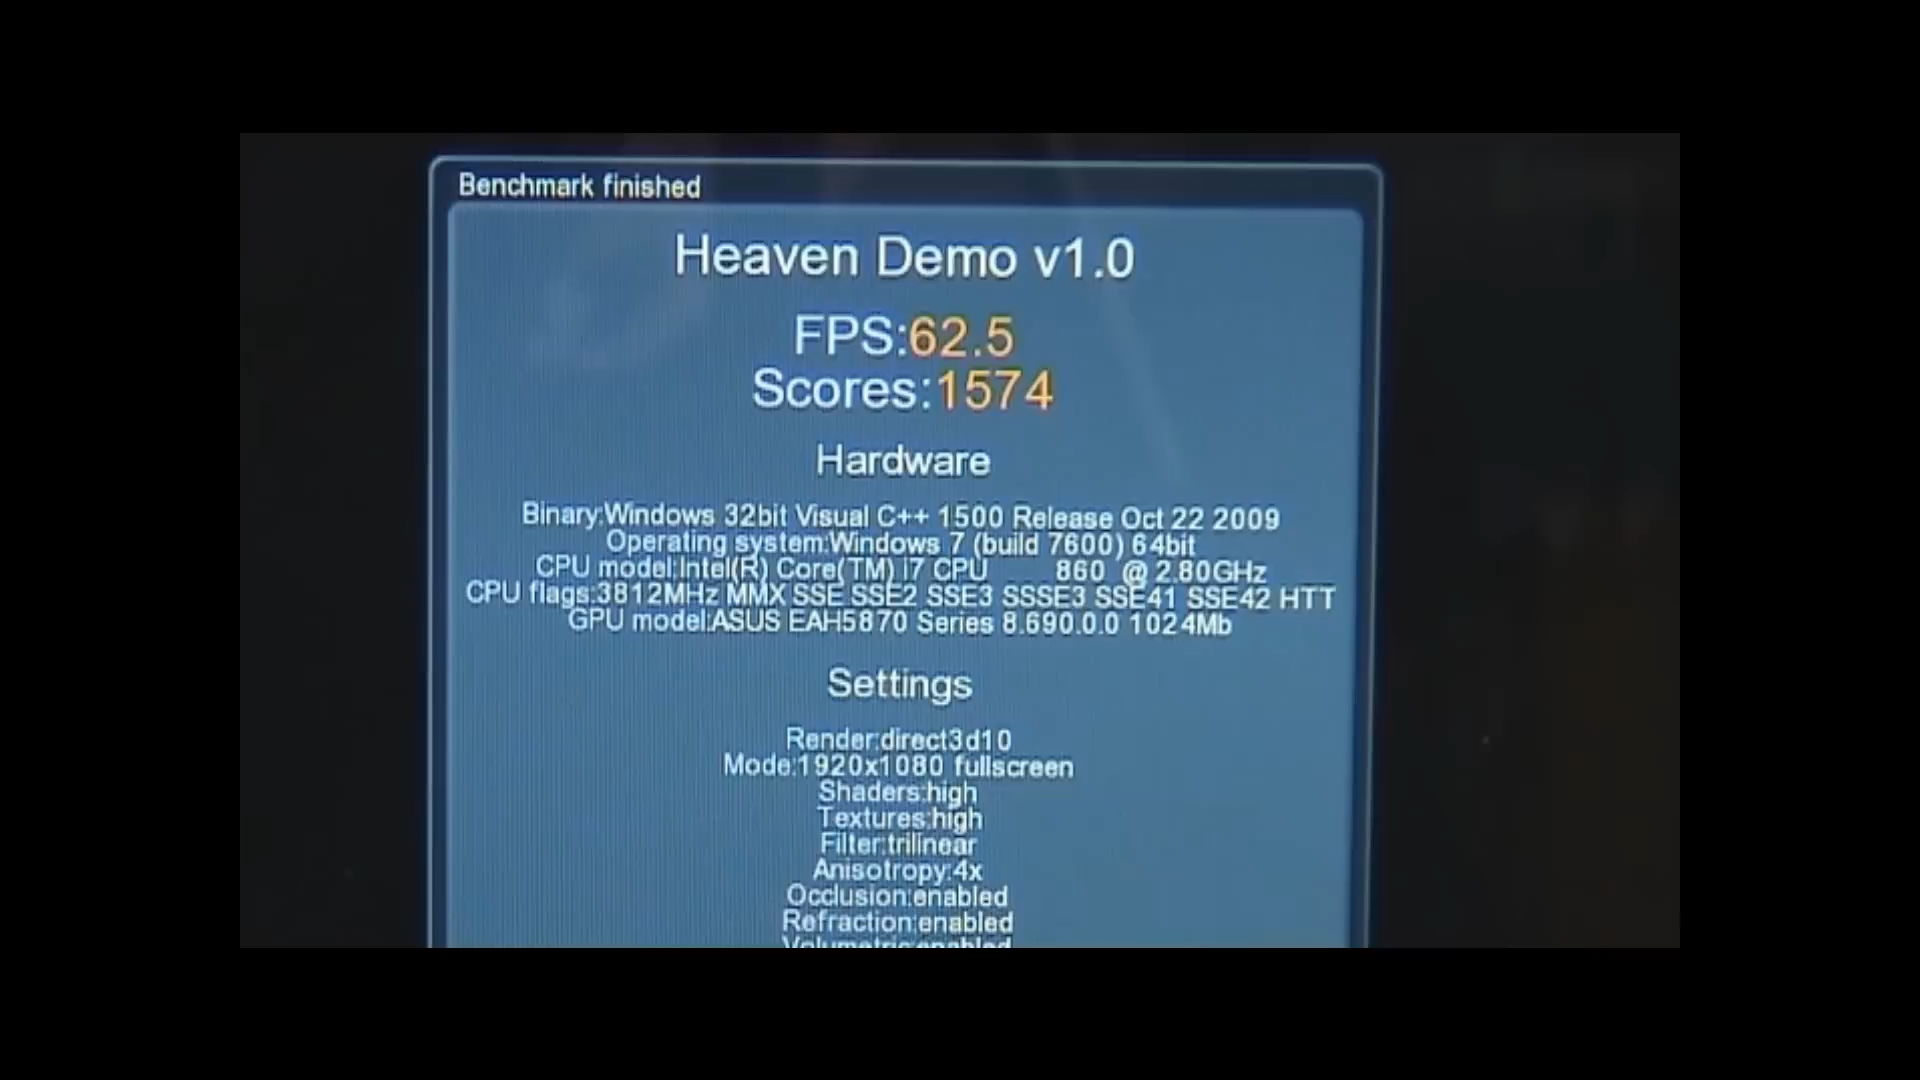 Benchmark finished
Heaven Demo v1.0
FPS:62.5
Scores:1574
Hardware
Binary:Windows 32bit Visual C++ 1500 Release Oct 22 2009
Operating system:Windows 7 (build 7600) 64bit
CPU model:Intel(R) Core(TM) i7 CPU 860 @ 2.80GHz
CPU flags:3812MHz MMX SSE SSE2 SSE3 SSSE3 SSE41 SSE42 HTT
GPU model:ASUS EAH5870 Series 8.690.0.0 1024Mb
Settings
Render:direct3d10
Mode:1920x1080 fullscreen
Shaders:high
Textures:high
Filter:trilinear
Anisotropy:4x
Occlusion:enabled
Refraction:enabled
Volumetric:enabled